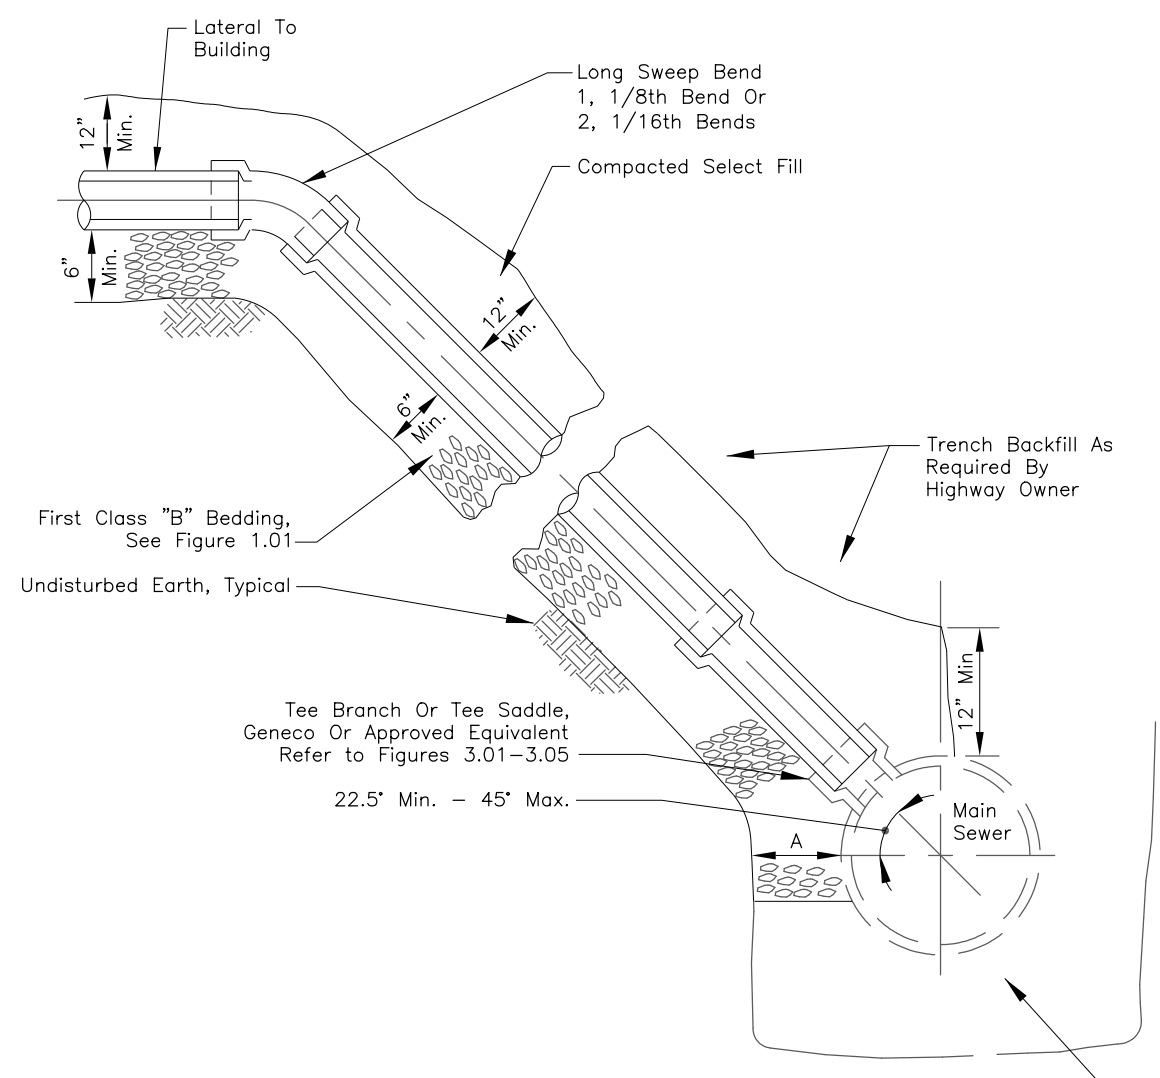 Lateral To
Building
Long Sweep Bend
1, 1/8th Bend Or
2, 1/16th Bends
Compacted Select Fill
12"
Min.
6"
Min.
12"
Min.
6"
Min.
Trench Backfill As
Required By
Highway Owner
First Class "B" Bedding,
See Figure 1.01
Undisturbed Earth, Typical
12" Min
Tee Branch Or Tee Saddle,
Geneco Or Approved Equivalent
Refer to Figures 3.01-3.05
22.5° Min. - 45° Max.
Main
Sewer
A